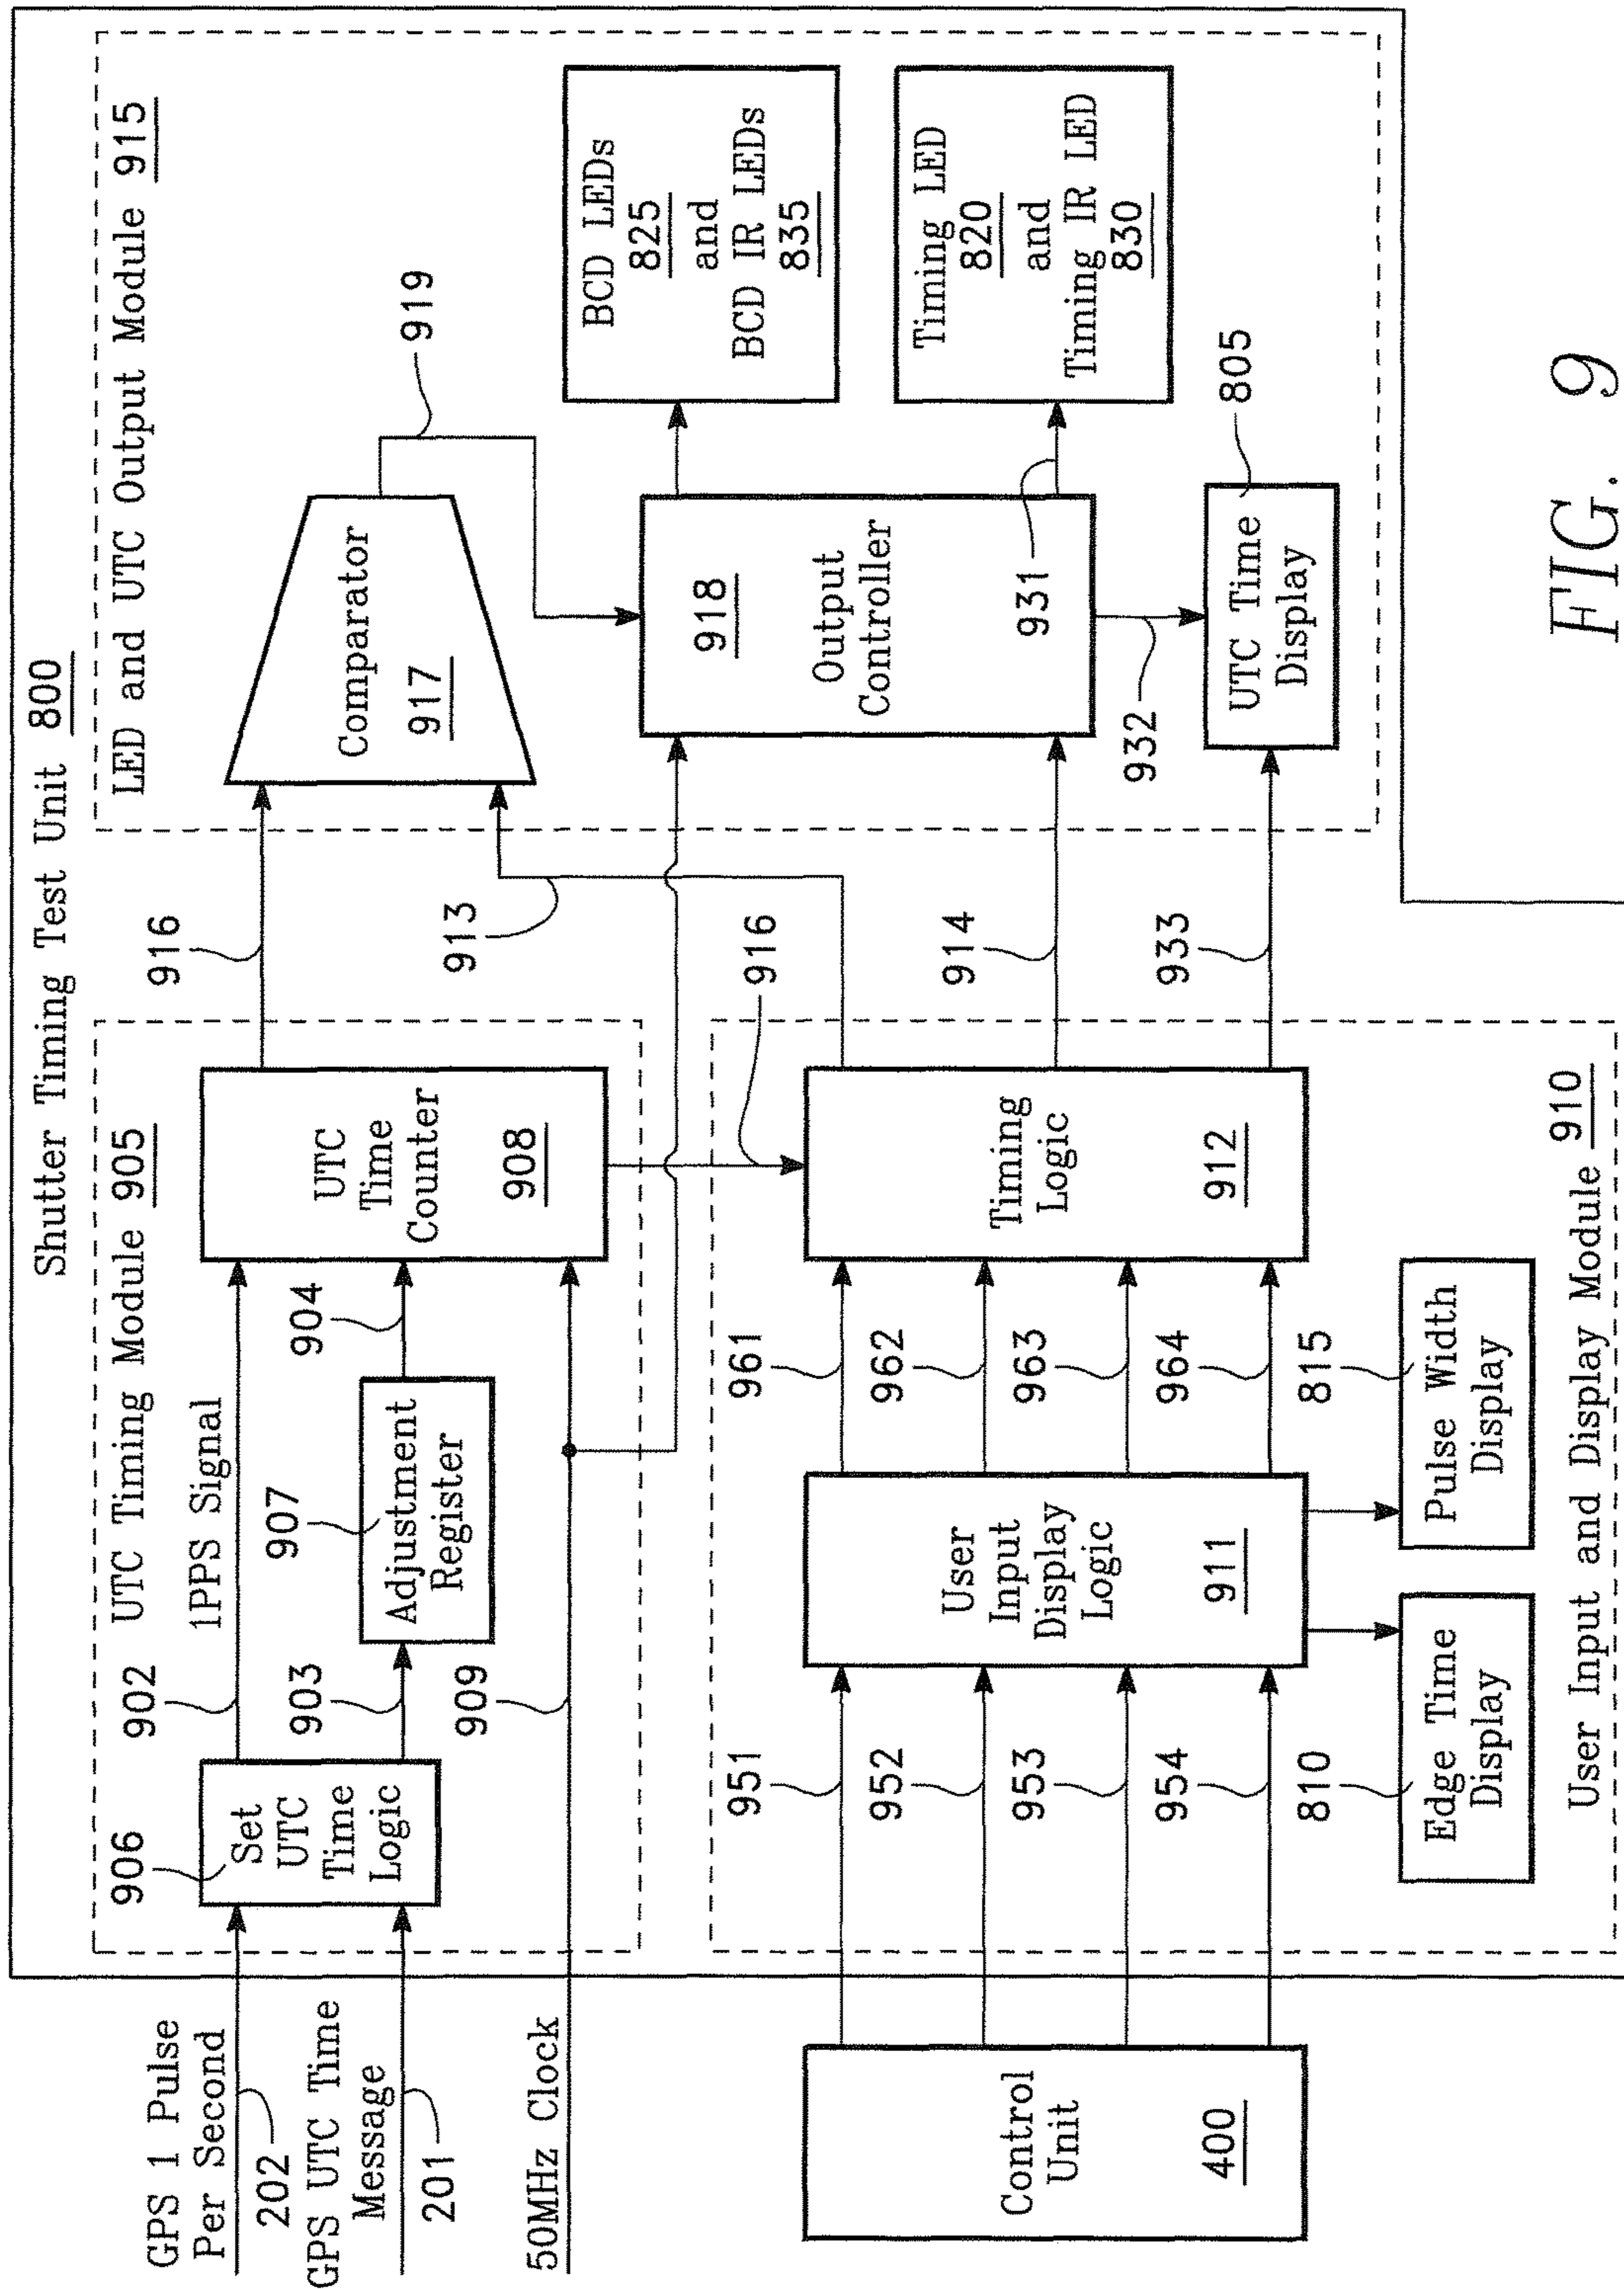 Shutter Timing Test Unit 800
UTC Timing Module 905
906
Set
UTC
Time
Logic
902
1PPS Signal
903
907
Adjustment
Register
904
909
UTC
Time
Counter
908
916
GPS 1 Pulse
Per Second
202
GPS UTC Time
Message
201
50MHz Clock
Control
Unit
400
951
952
953
954
User
Input
Display
Logic
911
961
962
963
964
Timing
Logic
912
916
913
914
933
810
Edge Time
Display
815
Pulse Width
Display
User Input and Display Module 910
LED and UTC Output Module 915
Comparator
917
919
918
Output
Controller
931
932
BCD LEDs
825
and
BCD IR LEDs
835
Timing LED
820
and
Timing IR LED
830
805
UTC Time
Display
FIG. 9